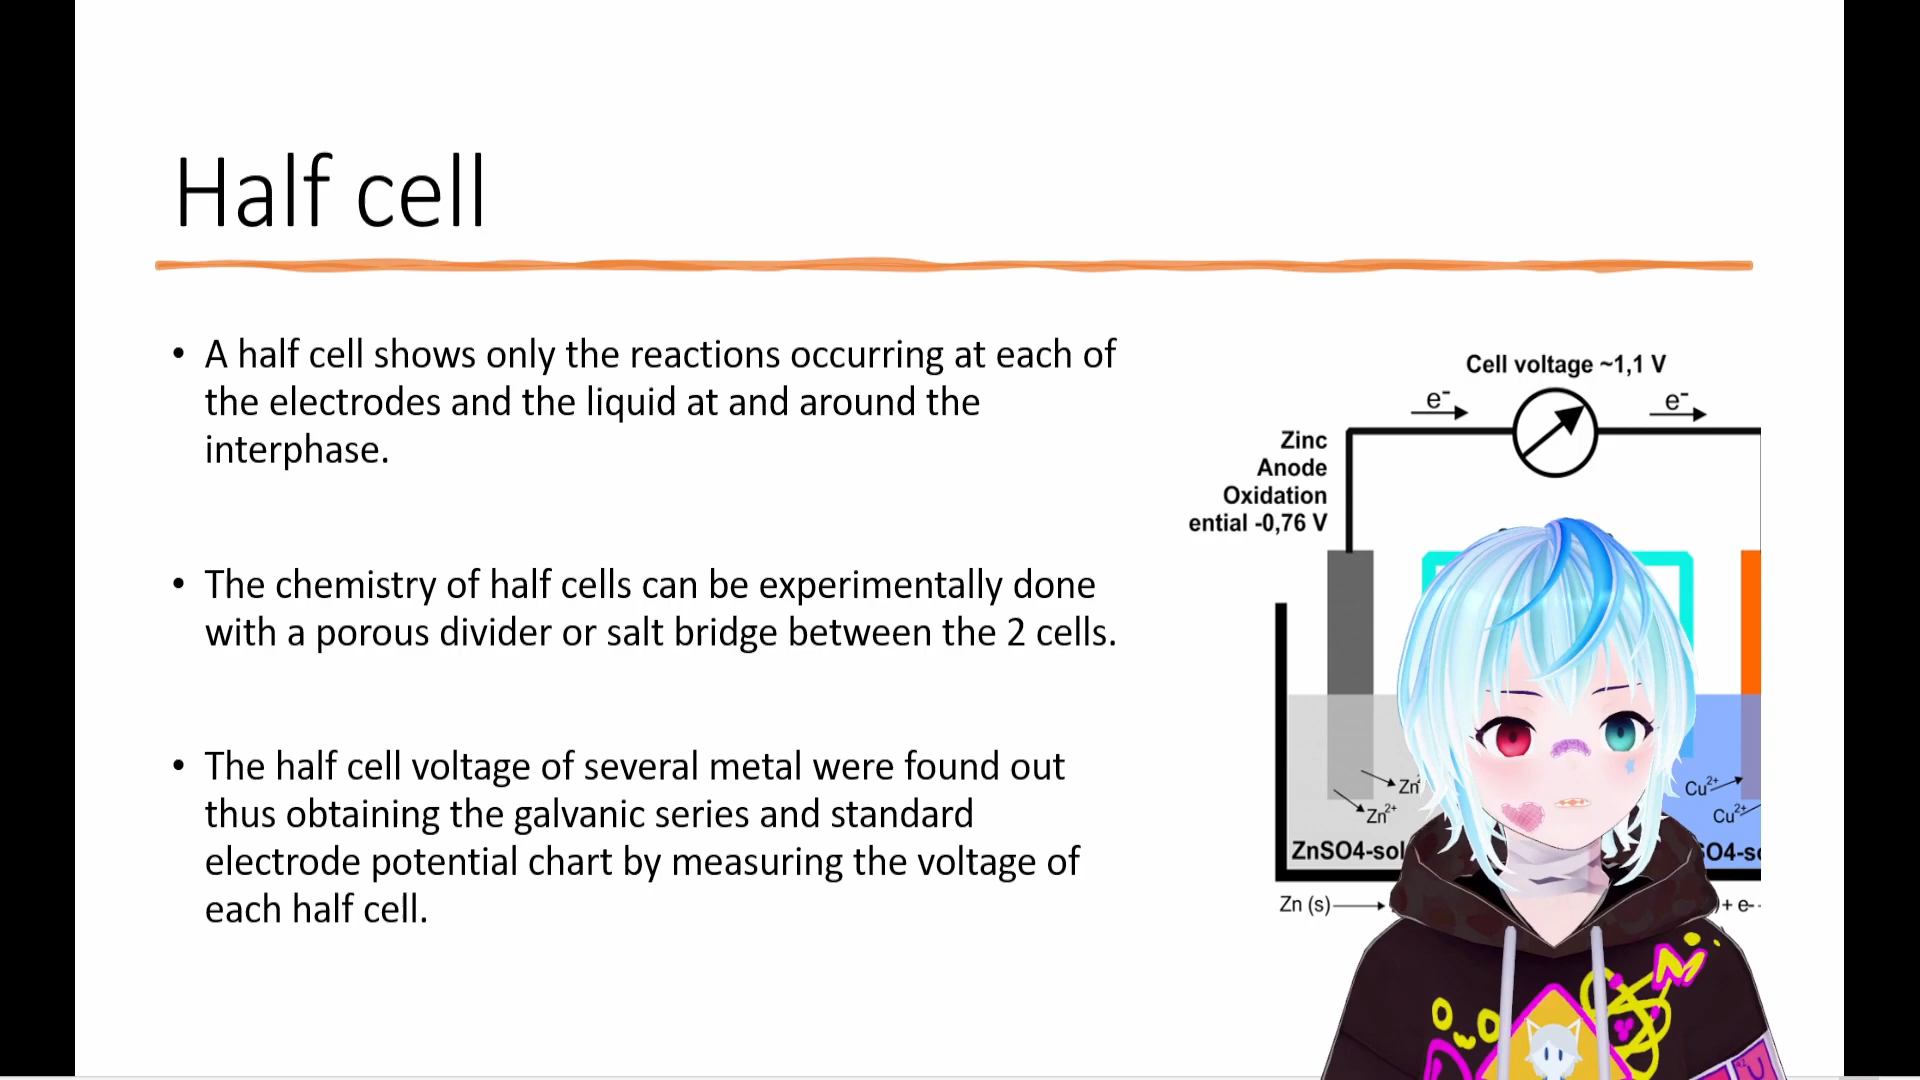 Half cell
• A half cell shows only the reactions occurring at each of
the electrodes and the liquid at and around the
interphase.
• The chemistry of half cells can be experimentally done
with a porous divider or salt bridge between the 2 cells.
• The half cell voltage of several metal were found out
thus obtaining the galvanic series and standard
electrode potential chart by measuring the voltage of
each half cell.
Cell voltage ~1,1 V
e- e-
Zinc
Anode
Oxidation
ential -0,76 V
Zn
Zn2+
Cu2+
Cu2+
ZnSO4-sol
SO4-so
Zn (s)
+ e-